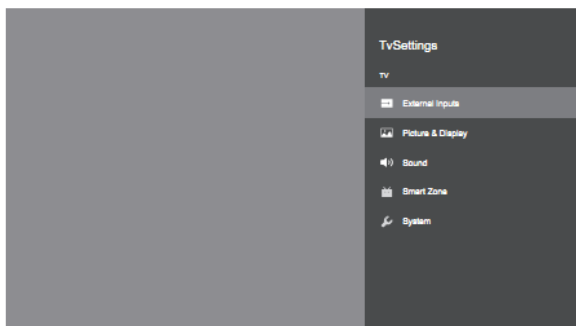 TvSettings
TV
External Inputs
Picture & Display
Sound
Smart Zone
System